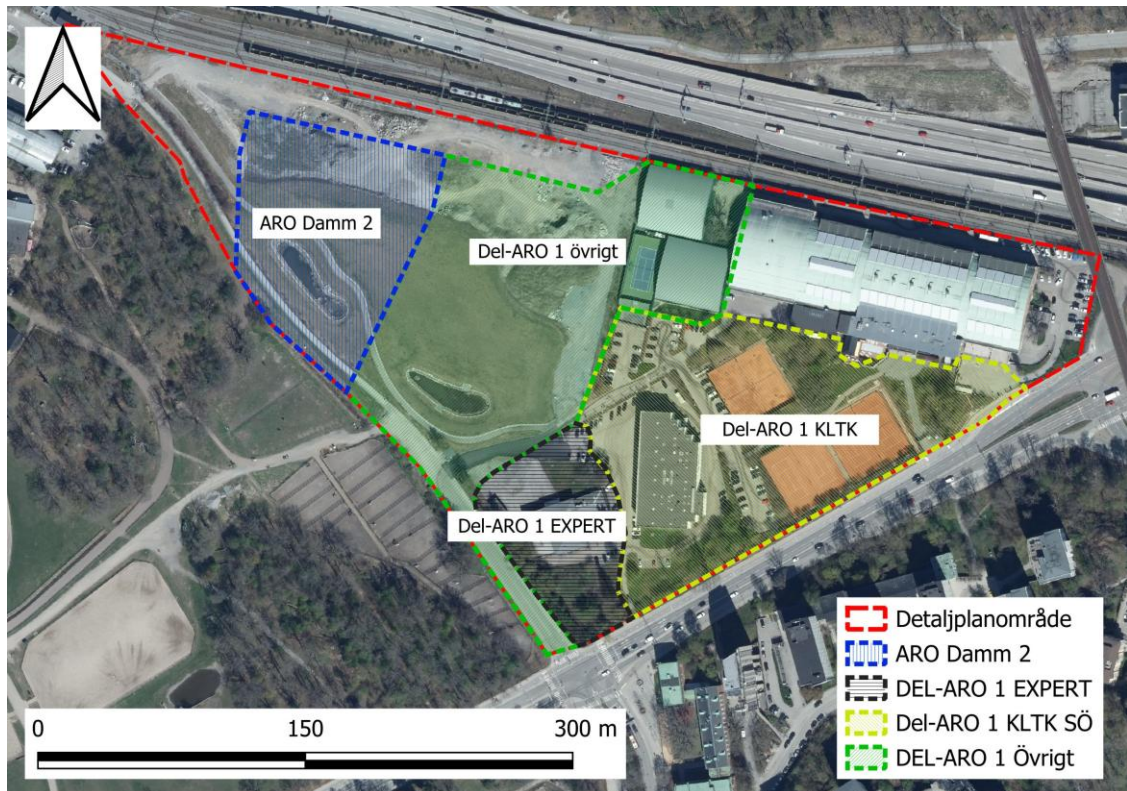 ARO Damm 2
Del-ARO 1 övrigt
Del-ARO 1 KLTK
Del-ARO 1 EXPERT
Detaljplanområde
ARO Damm 2
DEL-ARO 1 EXPERT
Del-ARO 1 KLTK SÖ
DEL-ARO 1 Övrigt
0 150 300 m